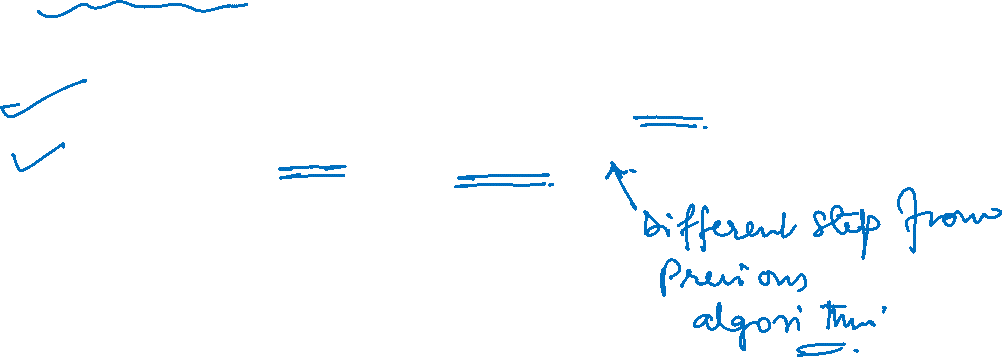 Different step from
Previous
algorithm